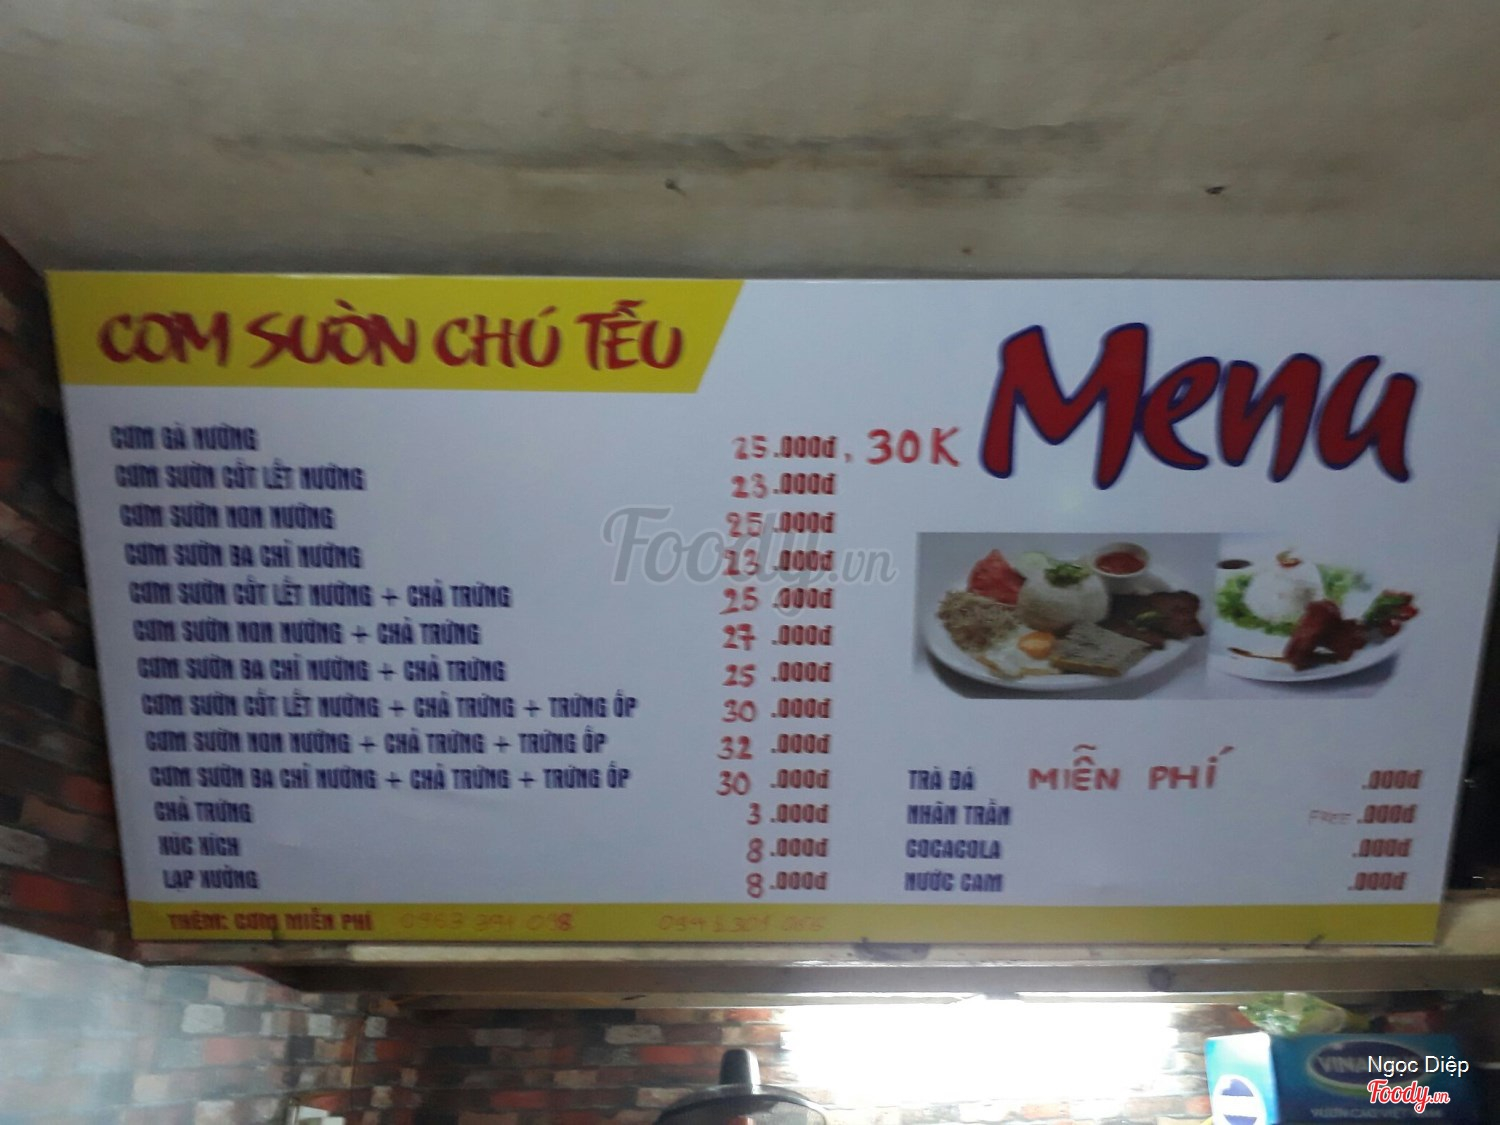 CƠM SƯỜN CHÚ TỄU
Menu
CƠM GÀ NƯỚNG 25.000đ, 30K
CƠM SƯỜN CỐT LẾT NƯỚNG 23.000đ
CƠM SƯỜN NON NƯỚNG 25.000đ
CƠM SƯỜN BA CHỈ NƯỚNG 23.000đ
CƠM SƯỜN CỐT LẾT NƯỚNG + CHẢ TRỨNG 25.000đ
CƠM SƯỜN NON NƯỚNG + CHẢ TRỨNG 27.000đ
CƠM SƯỜN BA CHỈ NƯỚNG + CHẢ TRỨNG 25.000đ
CƠM SƯỜN CỐT LẾT NƯỚNG + CHẢ TRỨNG + TRỨNG ỐP 30.000đ
CƠM SƯỜN NON NƯỚNG + CHẢ TRỨNG + TRỨNG ỐP 32.000đ
CƠM SƯỜN BA CHỈ NƯỚNG + CHẢ TRỨNG + TRỨNG ỐP 30.000đ
CHẢ TRỨNG 3.000đ
XÚC XÍCH 8.000đ
LẠP XƯỞNG 8.000đ
TRÀ ĐÁ MIỄN PHÍ .000đ
NHÂN TRẦN Free .000đ
COCACOLA .000đ
NƯỚC CAM .000đ
THÊM: CƠM MIỄN PHÍ
Foody.vn
VINA
Ngọc Diệp
Foody.vn